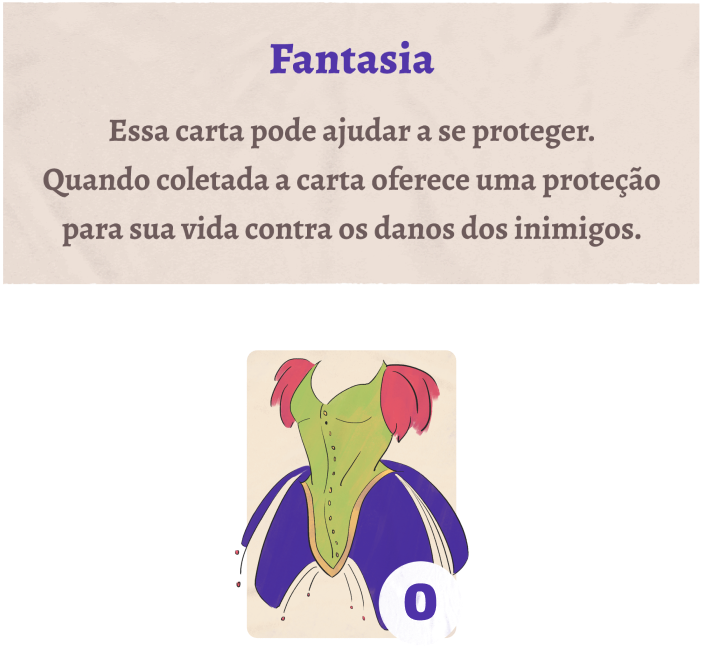 Fantasia
Essa carta pode ajudar a se proteger.
Quando coletada a carta oferece uma proteção
para sua vida contra os danos dos inimigos.
0